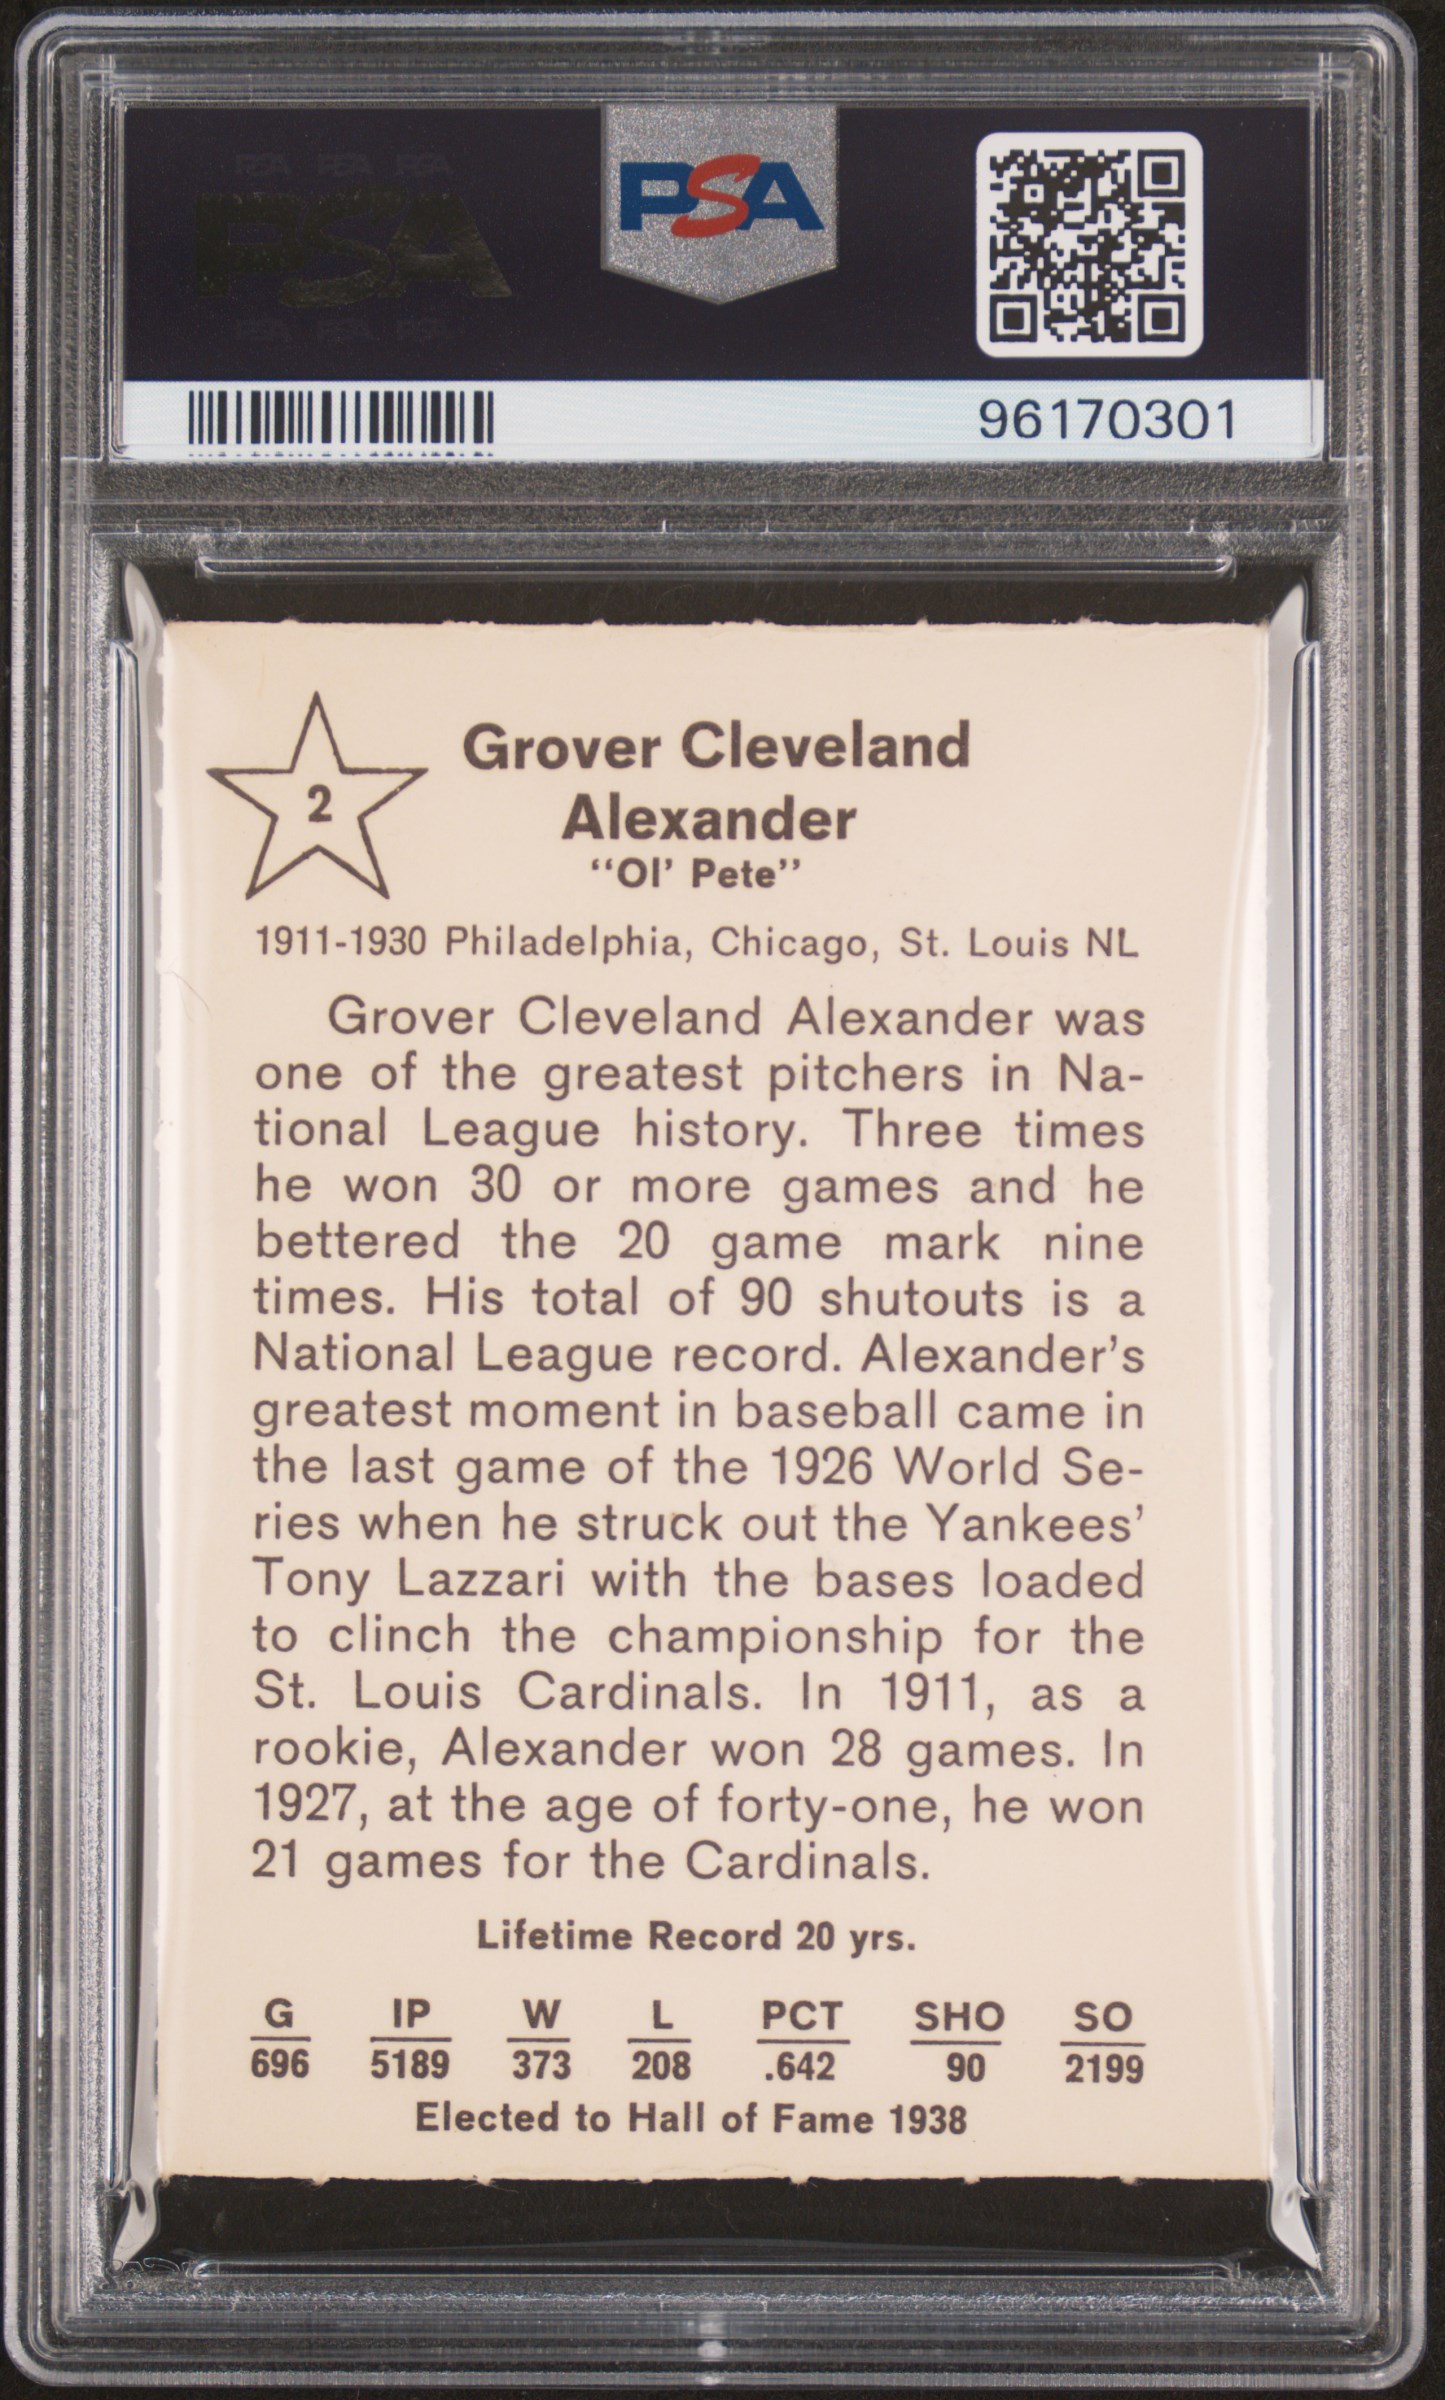 PSA PSA PSA
PSA
PSA PSA PSA
PSA
96170301
2
Grover Cleveland
Alexander
“Ol’ Pete”
1911-1930 Philadelphia, Chicago, St. Louis NL
Grover Cleveland Alexander was
one of the greatest pitchers in Na-
tional League history. Three times
he won 30 or more games and he
bettered the 20 game mark nine
times. His total of 90 shutouts is a
National League record. Alexander’s
greatest moment in baseball came in
the last game of the 1926 World Se-
ries when he struck out the Yankees’
Tony Lazzari with the bases loaded
to clinch the championship for the
St. Louis Cardinals. In 1911, as a
rookie, Alexander won 28 games. In
1927, at the age of forty-one, he won
21 games for the Cardinals.
Lifetime Record 20 yrs.
G IP W L PCT SHO SO
696 5189 373 208 .642 90 2199
Elected to Hall of Fame 1938